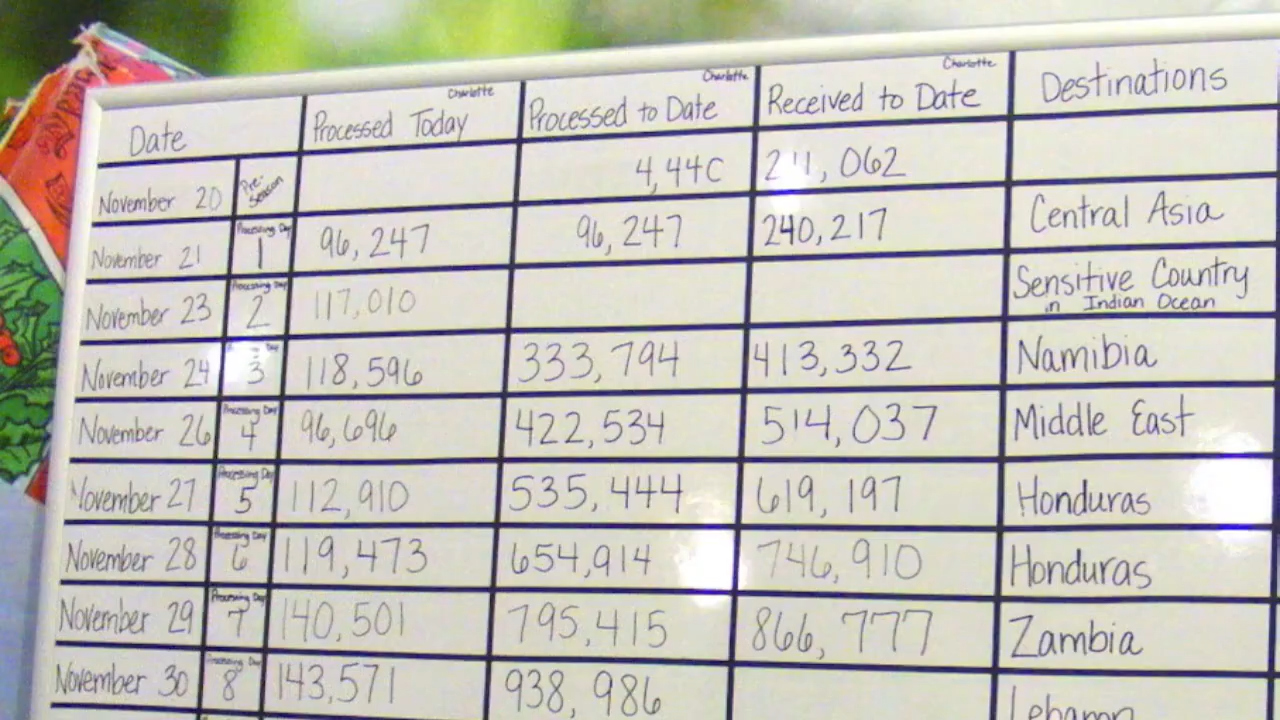 Date
Charlotte
Processed Today
Charlotte
Processed to Date
Charlotte
Received to Date
Destinations
November 20 Pre-Season 4,440 211,062
November 21 Processing Day 1 96,247 96,247 240,217 Central Asia
November 23 Processing Day 2 117,010 Sensitive Country
in Indian Ocean
November 24 Day 3 118,596 333,794 413,332 Namibia
November 26 Processing Day 4 96,696 422,534 514,037 Middle East
November 27 Processing Day 5 112,910 535,444 619,197 Honduras
November 28 Processing Day 6 119,473 654,914 746,910 Honduras
November 29 Processing Day 7 140,501 795,415 866,777 Zambia
November 30 Processing Day 8 143,571 938,986 Lebanon